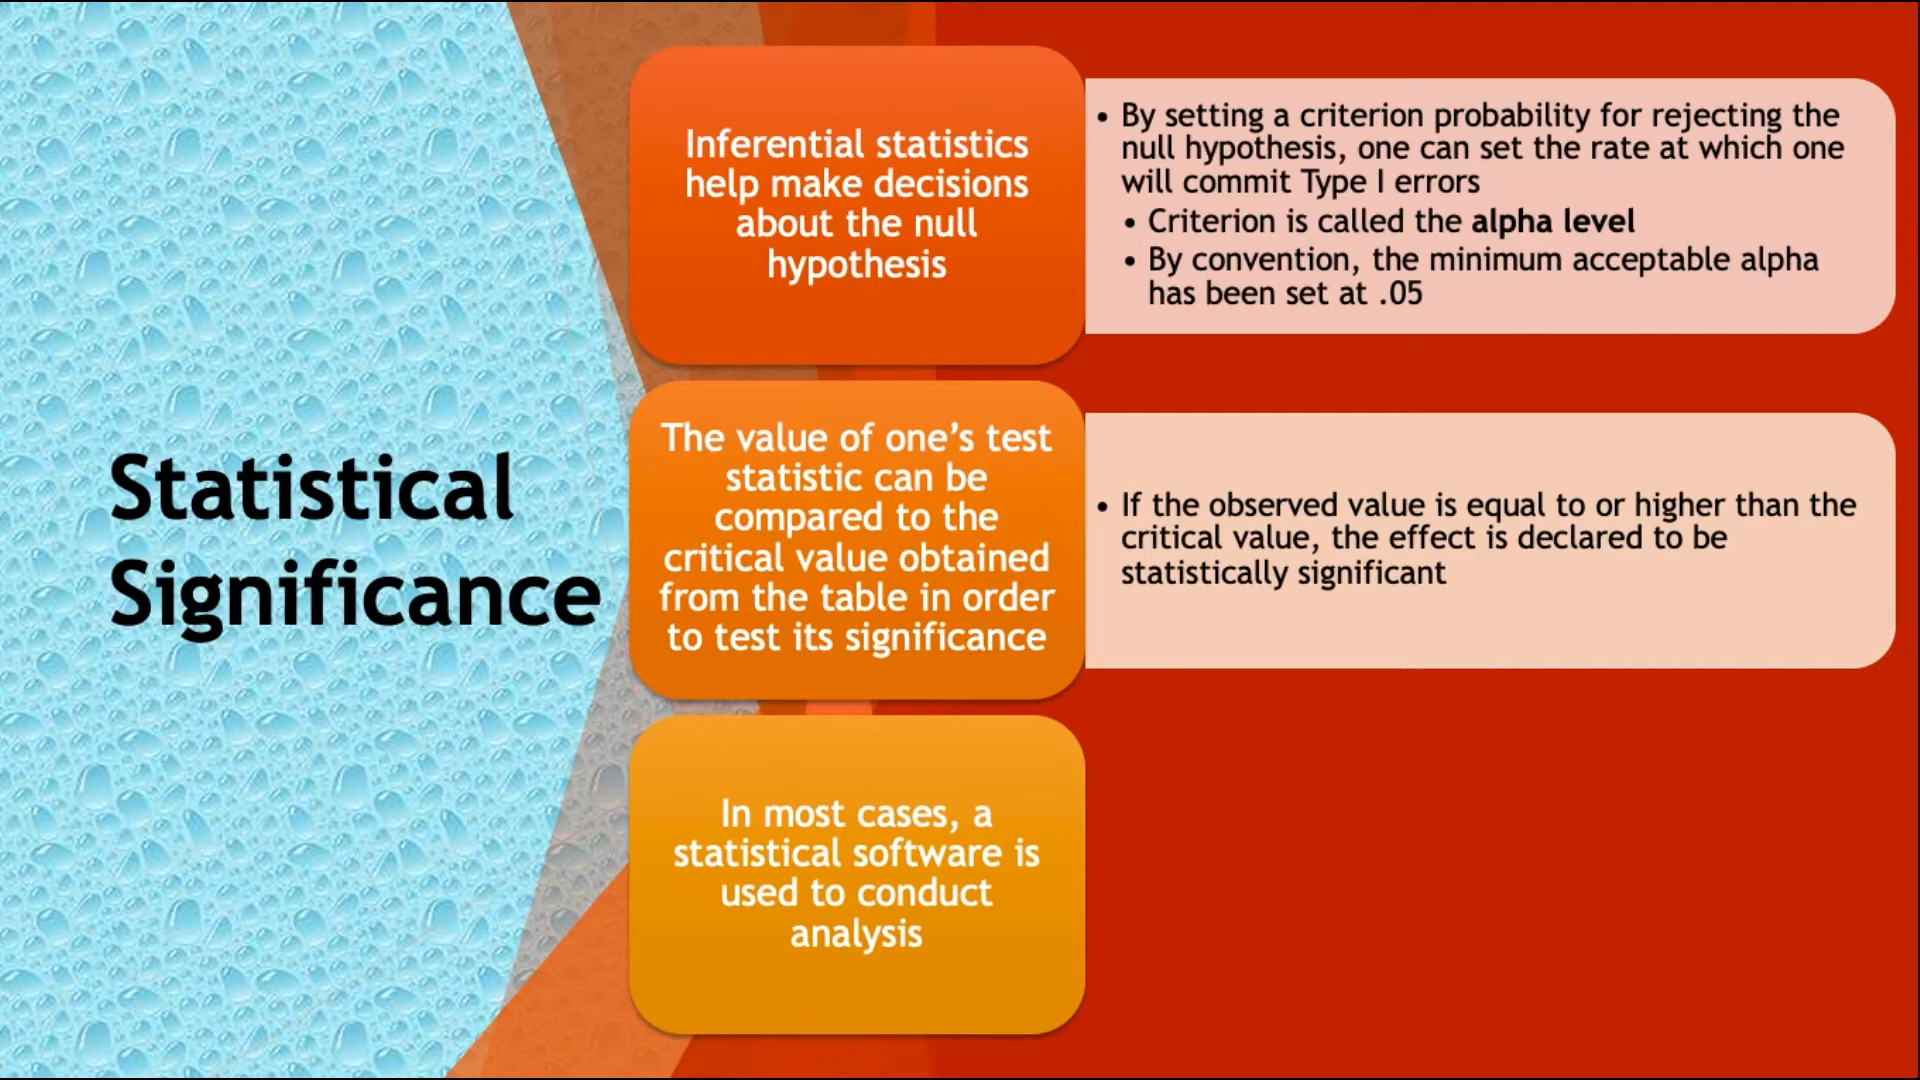 Statistical
Significance
Inferential statistics
help make decisions
about the null
hypothesis
• By setting a criterion probability for rejecting the
null hypothesis, one can set the rate at which one
will commit Type I errors
• Criterion is called the alpha level
• By convention, the minimum acceptable alpha
has been set at .05
The value of one’s test
statistic can be
compared to the
critical value obtained
from the table in order
to test its significance
• If the observed value is equal to or higher than the
critical value, the effect is declared to be
statistically significant
In most cases, a
statistical software is
used to conduct
analysis